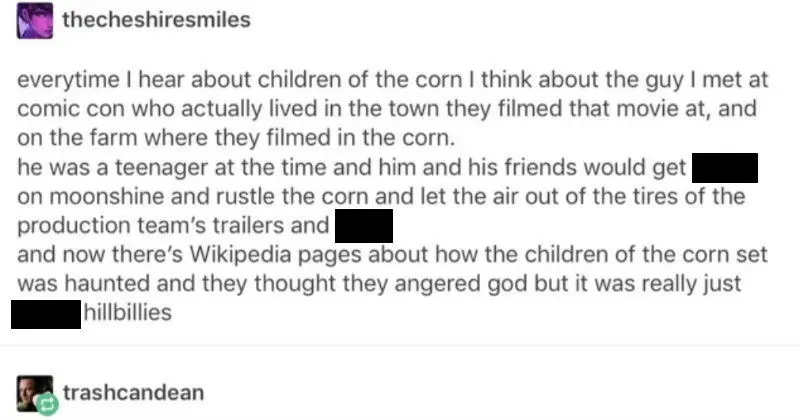 thecheshiresmiles
everytime I hear about children of the corn I think about the guy I met at
comic con who actually lived in the town they filmed that movie at, and
on the farm where they filmed in the corn.
he was a teenager at the time and him and his friends would get
on moonshine and rustle the corn and let the air out of the tires of the
production team's trailers and
and now there's Wikipedia pages about how the children of the corn set
was haunted and they thought they angered god but it was really just
hillbillies
trashcandean